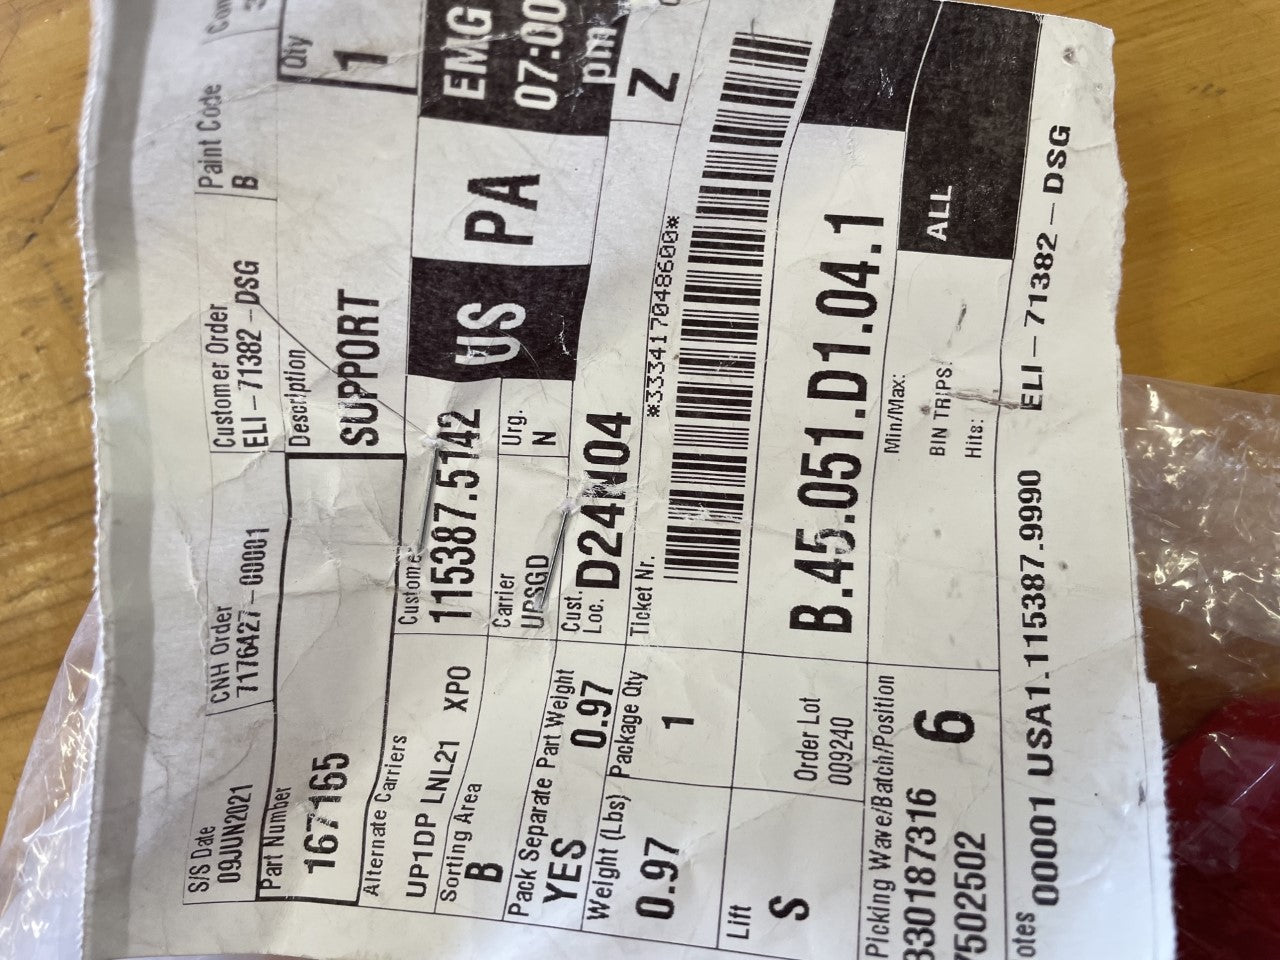 S/S Date
09JUN2021
CNH Order
7176427-00001
Customer Order
ELI-71382-DSG
Paint Code
B
Part Number
167165
Description
SUPPORT
Qty
1
Alternate Carriers
UP1DP LNL21 XPO
Customer
115387.5142
US PA
EMG
07:00
pm
Sorting Area
B
Carrier
UPSGD
Urg.
N
Pack Separate
YES
Part Weight
0.97
Cust.
Loc. D24N04
Z
Weight (Lbs)
0.97
Package Qty
1
Ticket Nr.
*333417048600*
Lift
S
Order Lot
009240
B.45.051.D1.04.1
Picking Wave/Batch/Position
330187316
7502502
6
Min/Max:
BIN TRIPS:
Hits:
ALL
otes 00001 USA1.115387.9990 ELI-71382-DSG